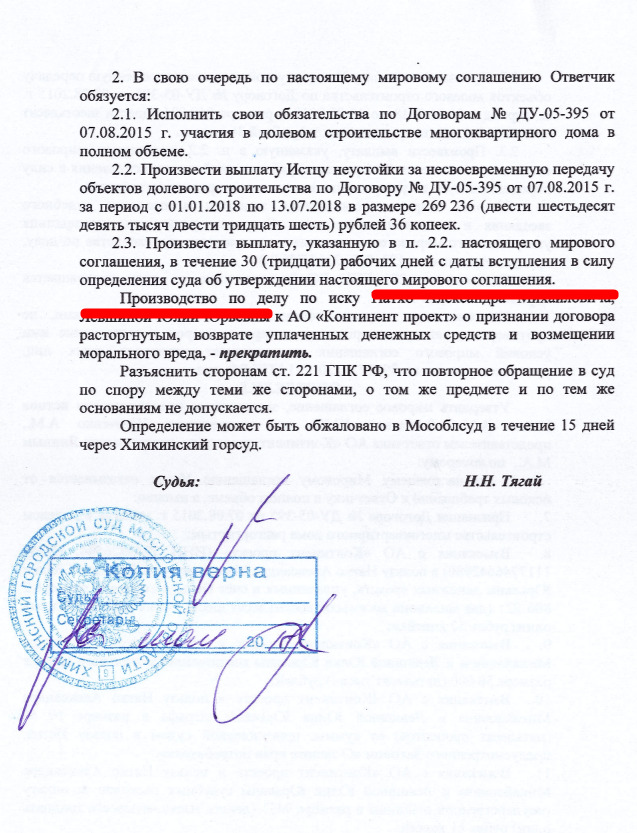 2. В свою очередь по настоящему мировому соглашению Ответчик
обязуется:
2.1. Исполнить свои обязательства по Договорам № ДУ-05-395 от
07.08.2015 г. участия в долевом строительстве многоквартирного дома в
полном объеме.
2.2. Произвести выплату Истцу неустойки за несвоевременную передачу
объектов долевого строительства по Договору № ДУ-05-395 от 07.08.2015 г.
за период с 01.01.2018 по 13.07.2018 в размере 269 236 (двести шестьдесят
девять тысяч двести тридцать шесть) рублей 36 копеек.
2.3. Произвести выплату, указанную в п. 2.2. настоящего мирового
соглашения, в течение 30 (тридцати) рабочих дней с даты вступления в силу
определения суда об утверждении настоящего мирового соглашения.
Производство по делу по иску
к АО «Континент проект» о признании договора
расторгнутым, возврате уплаченных денежных средств и возмещении
морального вреда, - прекратить.
Разъяснить сторонам ст. 221 ГПК РФ, что повторное обращение в суд
по спору между теми же сторонами, о том же предмете и по тем же
основаниям не допускается.
Определение может быть обжаловано в Мособлсуд в течение 15 дней
через Химкинский горсуд.
Судья: Н.Н. Тягай
ХИМКИНСКИЙ ГОРОДСКОЙ СУД МОСКОВСКОЙ ОБЛАСТИ
Копия верна
Судья
Секретарь
20